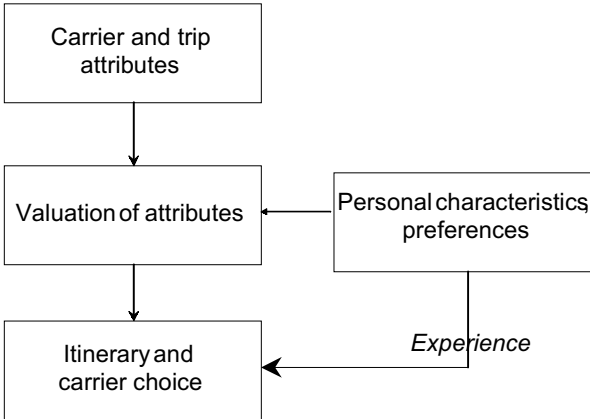 Carrier and trip
attributes
Valuation of attributes
Personal characteristics,
preferences
Experience
Itinerary and
carrier choice